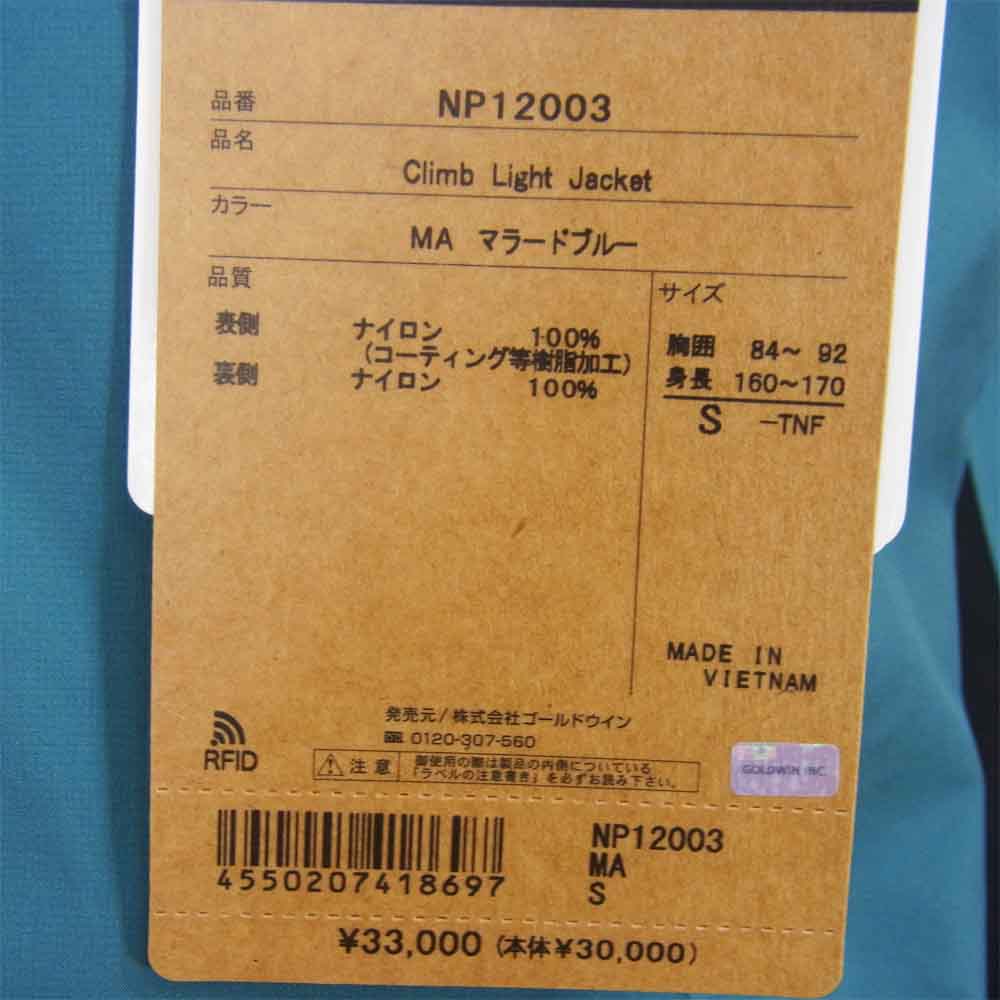 品番 NP12003
品名
Climb Light Jacket
カラー
MA マラードブルー
品質
表側 ナイロン 100%
(コーティング等樹脂加工)
裏側 ナイロン 100%
サイズ
胸囲 84～ 92
身長 160～170
S -TNF
MADE IN
VIETNAM
発売元/株式会社ゴールドウイン
0120-307-560
RFID
注意
御使用の際は製品の内側についている
「ラベルの注意書き」を必ずお読み下さい。
GOLDWIN INC.
4550207418697
NP12003
MA
S
¥33,000 (本体¥30,000)